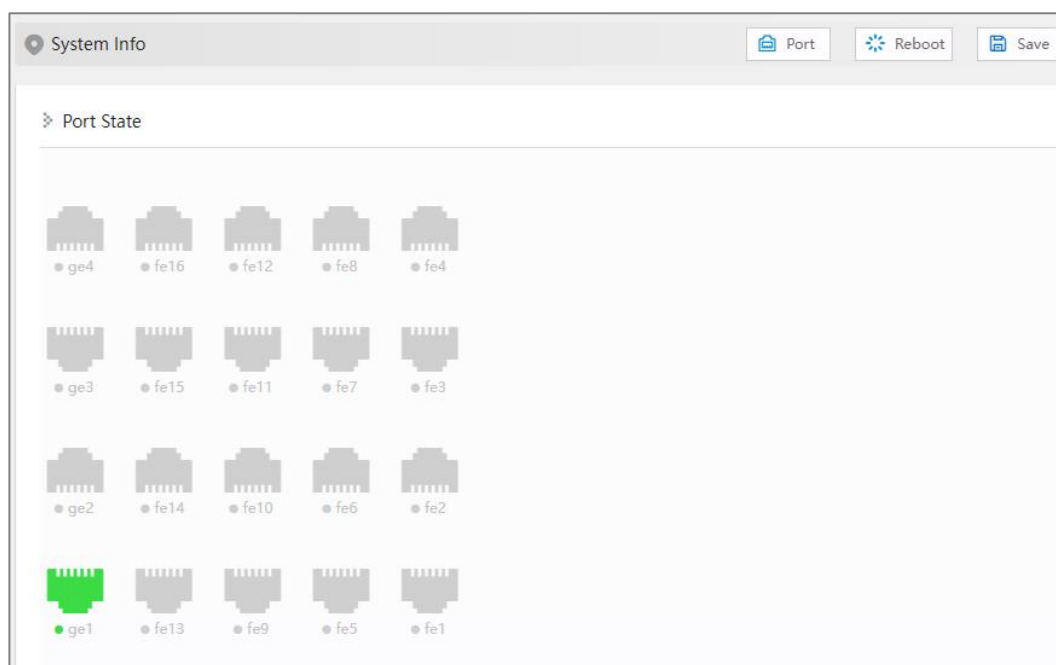 System Info Port Reboot Save
Port State
ge4 fe16 fe12 fe8 fe4
ge3 fe15 fe11 fe7 fe3
ge2 fe14 fe10 fe6 fe2
ge1 fe13 fe9 fe5 fe1